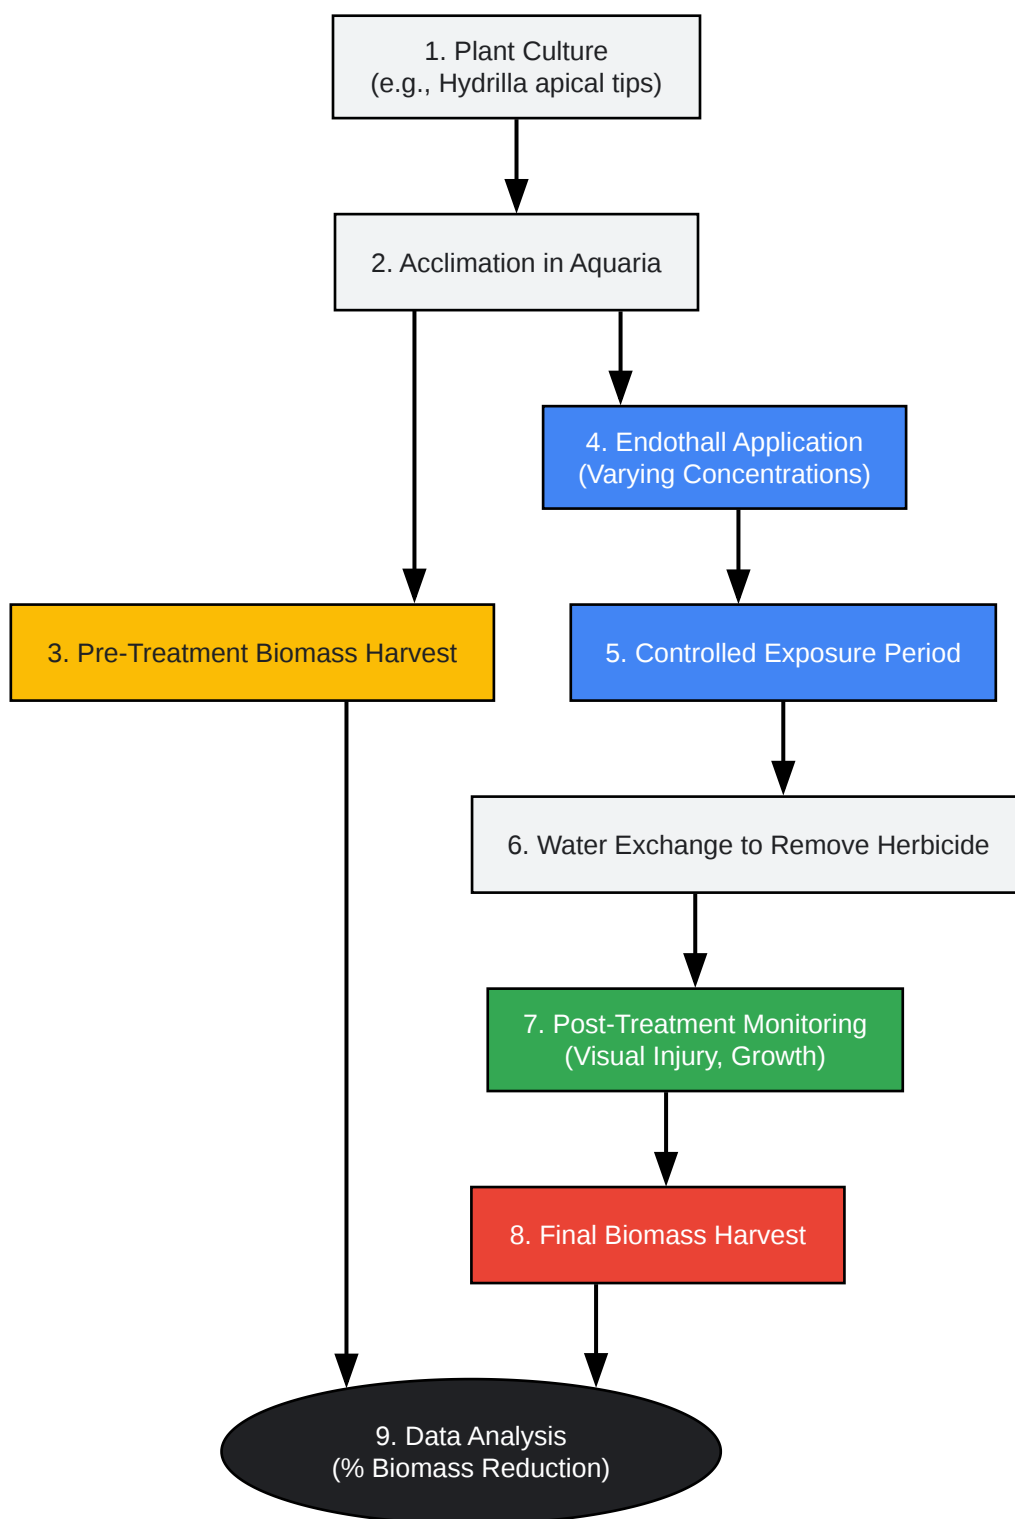 1. Plant Culture
(e.g., Hydrilla apical tips)
2. Acclimation in Aquaria
4. Endothall Application
(Varying Concentrations)
3. Pre-Treatment Biomass Harvest
5. Controlled Exposure Period
6. Water Exchange to Remove Herbicide
7. Post-Treatment Monitoring
(Visual Injury, Growth)
8. Final Biomass Harvest
9. Data Analysis
(% Biomass Reduction)